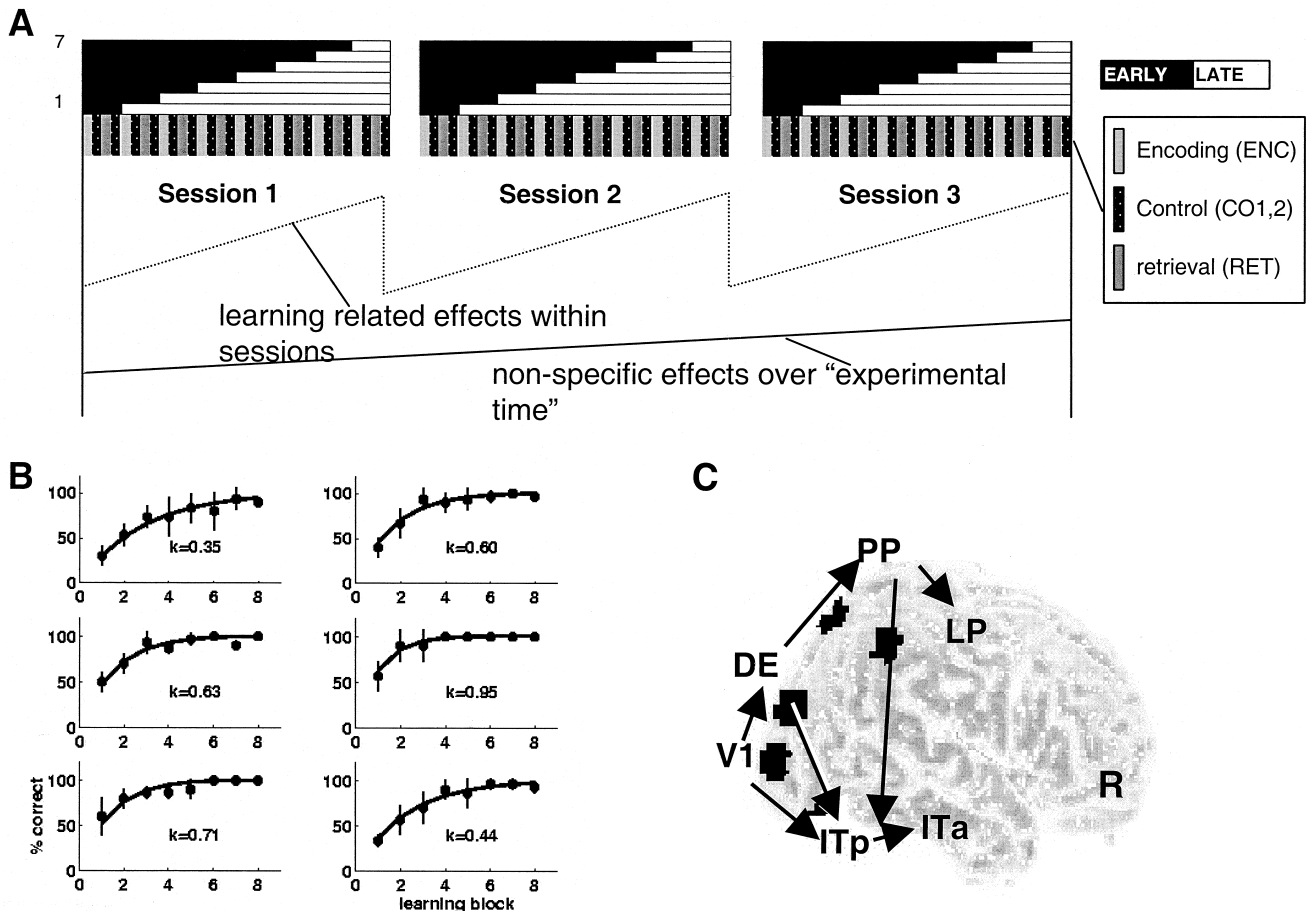 A
7
1
EARLY LATE
Encoding (ENC)
Control (CO1,2)
retrieval (RET)
Session 1
Session 2
Session 3
learning related effects within
sessions
non-specific effects over “experimental
time”
B
100
50
0
k=0.35
0 2 4 6 8
100
50
0
k=0.60
0 2 4 6 8
100
50
0
k=0.63
0 2 4 6 8
100
50
0
k=0.95
0 2 4 6 8
% correct
100
50
0
k=0.71
0 2 4 6 8
100
50
0
k=0.44
0 2 4 6 8
learning block
C
PP
LP
DE
V1
R
ITp
ITa